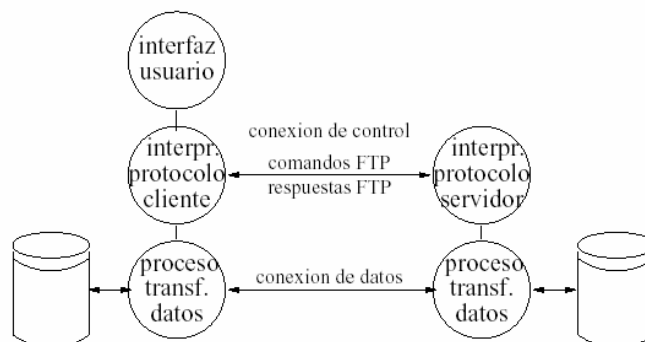 interfaz
usuario
conexion de control
interpr.
protocolo
cliente
comandos FTP
respuestas FTP
interpr.
protocolo
servidor
proceso
transf.
datos
conexion de datos
proceso
transf.
datos